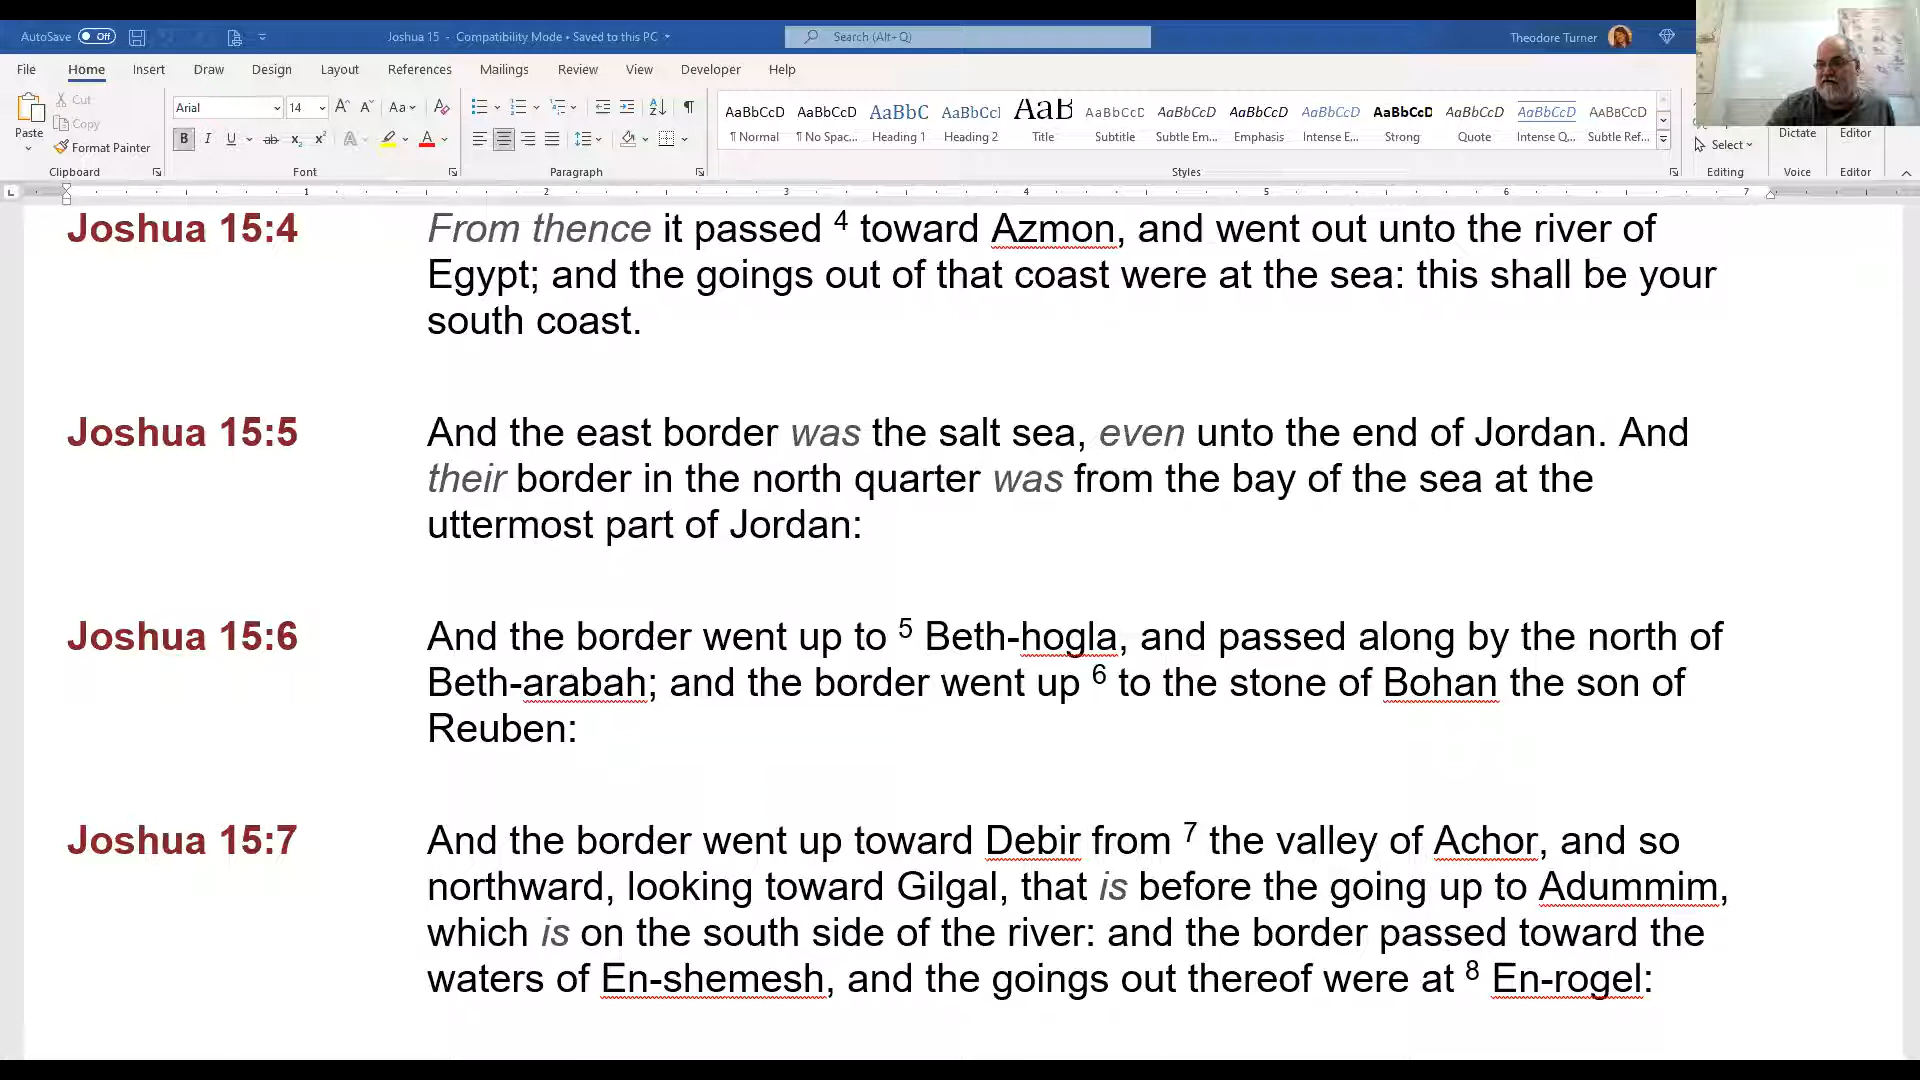 AutoSave Off Joshua 15 - Compatibility Mode • Saved to this PC Search (Alt+Q) Theodore Turner
File Home Insert Draw Design Layout References Mailings Review View Developer Help
Paste Cut Copy Format Painter
Arial 14 Aa
B I U ab x₂ x² A A
AaBbCcD AaBbCcD AaBbC AaBbCcI AaB AaBbCcD AaBbCcD AaBbCcD AaBbCcD AaBbCcD AaBbCcD AaBbCcD AaBbCcD
¶ Normal ¶ No Spac... Heading 1 Heading 2 Title Subtitle Subtle Em... Emphasis Intense E... Strong Quote Intense Q... Subtle Ref... Select Dictate Editor
Clipboard Font Paragraph Styles Editing Voice Editor
1 2 3 4 5 6 7
Joshua 15:4 From thence it passed ⁴ toward Azmon, and went out unto the river of
Egypt; and the goings out of that coast were at the sea: this shall be your
south coast.
Joshua 15:5 And the east border was the salt sea, even unto the end of Jordan. And
their border in the north quarter was from the bay of the sea at the
uttermost part of Jordan:
Joshua 15:6 And the border went up to ⁵ Beth-hogla, and passed along by the north of
Beth-arabah; and the border went up ⁶ to the stone of Bohan the son of
Reuben:
Joshua 15:7 And the border went up toward Debir from ⁷ the valley of Achor, and so
northward, looking toward Gilgal, that is before the going up to Adummim,
which is on the south side of the river: and the border passed toward the
waters of En-shemesh, and the goings out thereof were at ⁸ En-rogel: